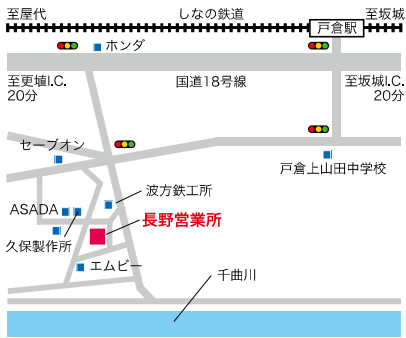 至屋代
しなの鉄道
至坂城
戸倉駅
ホンダ
至更埴I.C.
20分
国道18号線
至坂城I.C.
20分
セーブオン
戸倉上山田中学校
波方鉄工所
ASADA
長野営業所
久保製作所
エムビー
千曲川